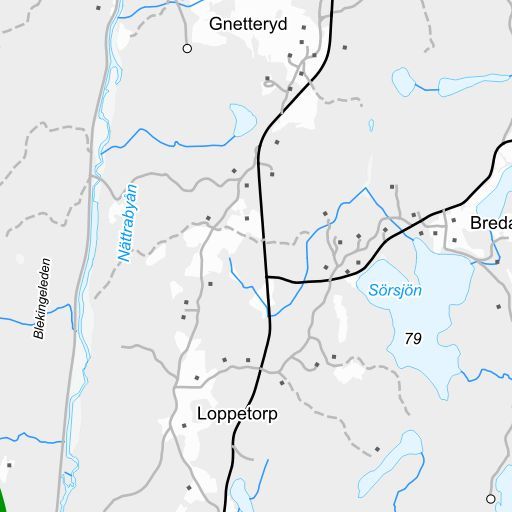 Gnetteryd
Nättrabyån
Breda
Blekingeleden
Sörsjön
79
Loppetorp